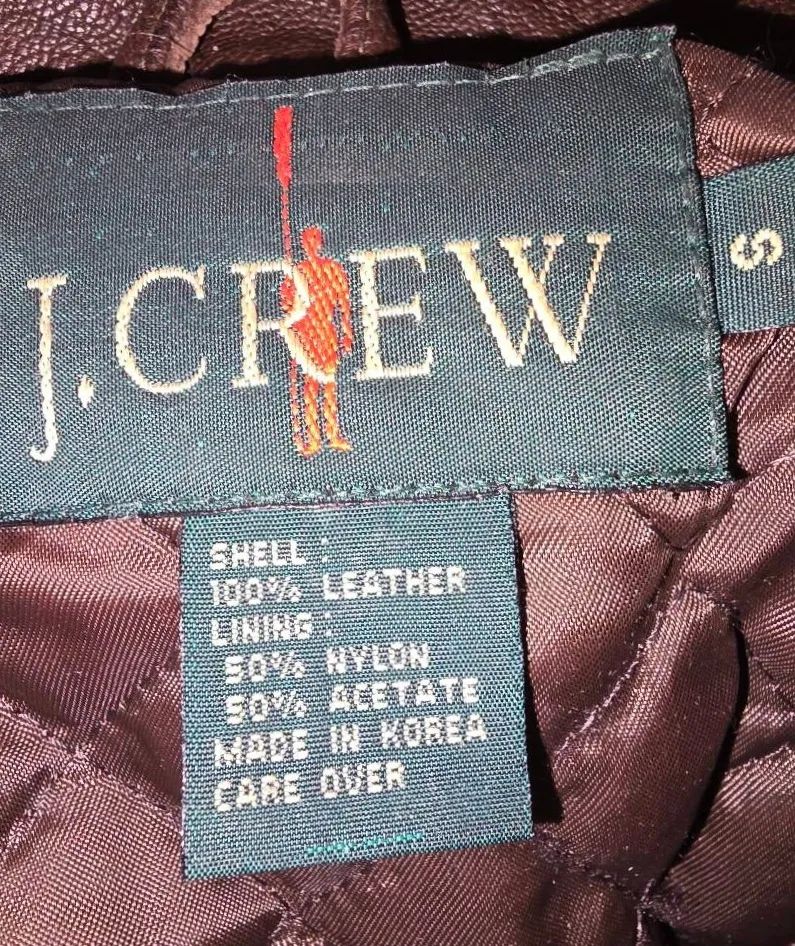 J.CREW
S
SHELL :
100% LEATHER
LINING :
50% NYLON
50% ACETATE
MADE IN KOREA
CARE OVER